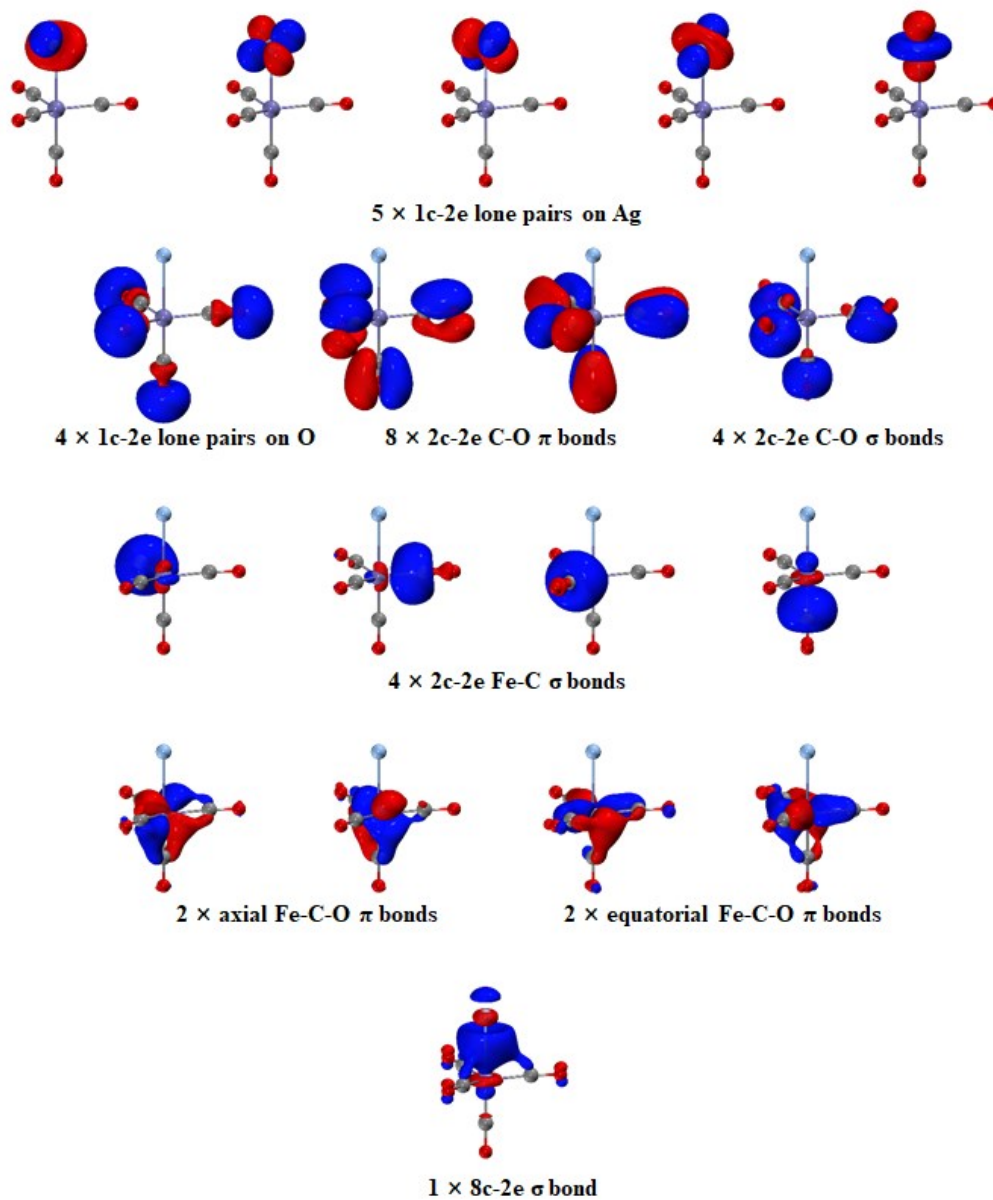 5 × 1c-2e lone pairs on Ag
4 × 1c-2e lone pairs on O 8 × 2c-2e C-O π bonds 4 × 2c-2e C-O σ bonds
4 × 2c-2e Fe-C σ bonds
2 × axial Fe-C-O π bonds 2 × equatorial Fe-C-O π bonds
1 × 8c-2e σ bond